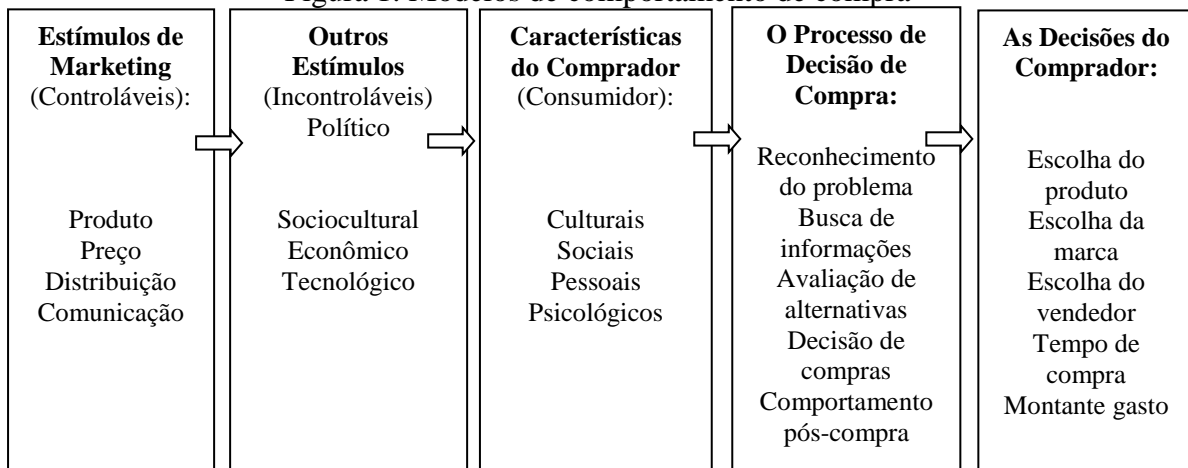 Figura 1: Modelos de comportamento de compra
Estímulos de
Marketing
(Controláveis):
Produto
Preço
Distribuição
Comunicação
Outros
Estímulos
(Incontroláveis)
Político
Sociocultural
Econômico
Tecnológico
Características
do Comprador
(Consumidor):
Culturais
Sociais
Pessoais
Psicológicos
O Processo de
Decisão de
Compra:
Reconhecimento
do problema
Busca de
informações
Avaliação de
alternativas
Decisão de
compras
Comportamento
pós-compra
As Decisões do
Comprador:
Escolha do
produto
Escolha da
marca
Escolha do
vendedor
Tempo de
compra
Montante gasto